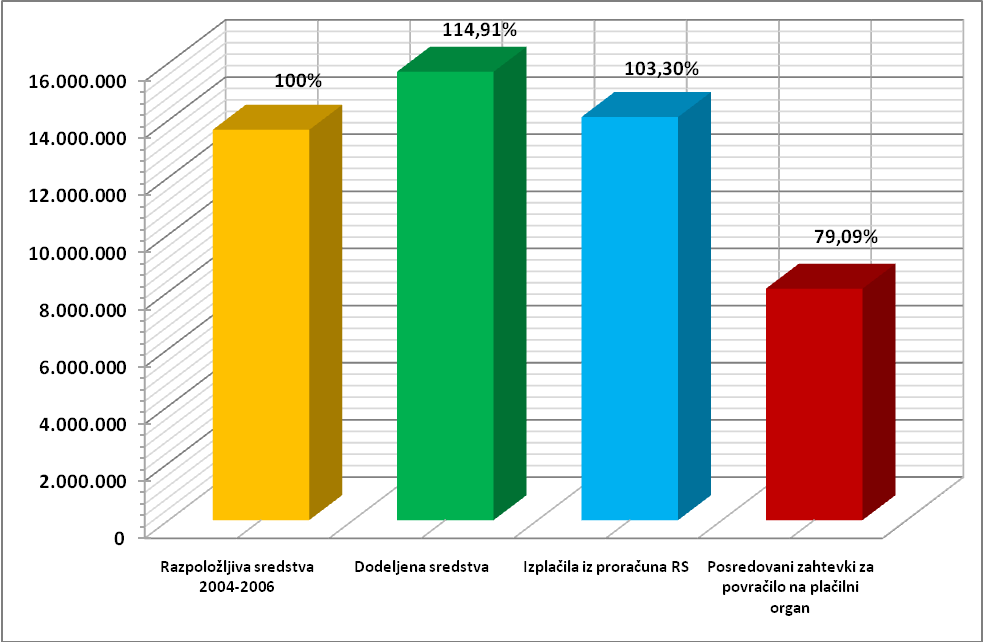 114,91%
103,30%
100%
79,09%
16.000.000
14.000.000
12.000.000
10.000.000
8.000.000
6.000.000
4.000.000
2.000.000
0
Razpoložljiva sredstva
2004-2006
Dodeljena sredstva
Izplačila iz proračuna RS
Posredovani zahtevki za
povračilo na plačilni
organ